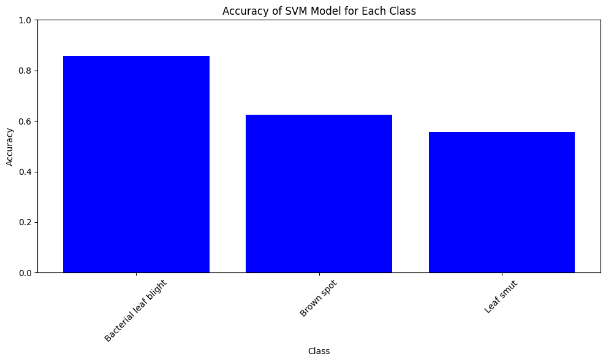 Accuracy of SVM Model for Each Class
Accuracy
1.0
0.8
0.6
0.4
0.2
0.0
Bacterial leaf blight
Brown spot
Leaf smut
Class